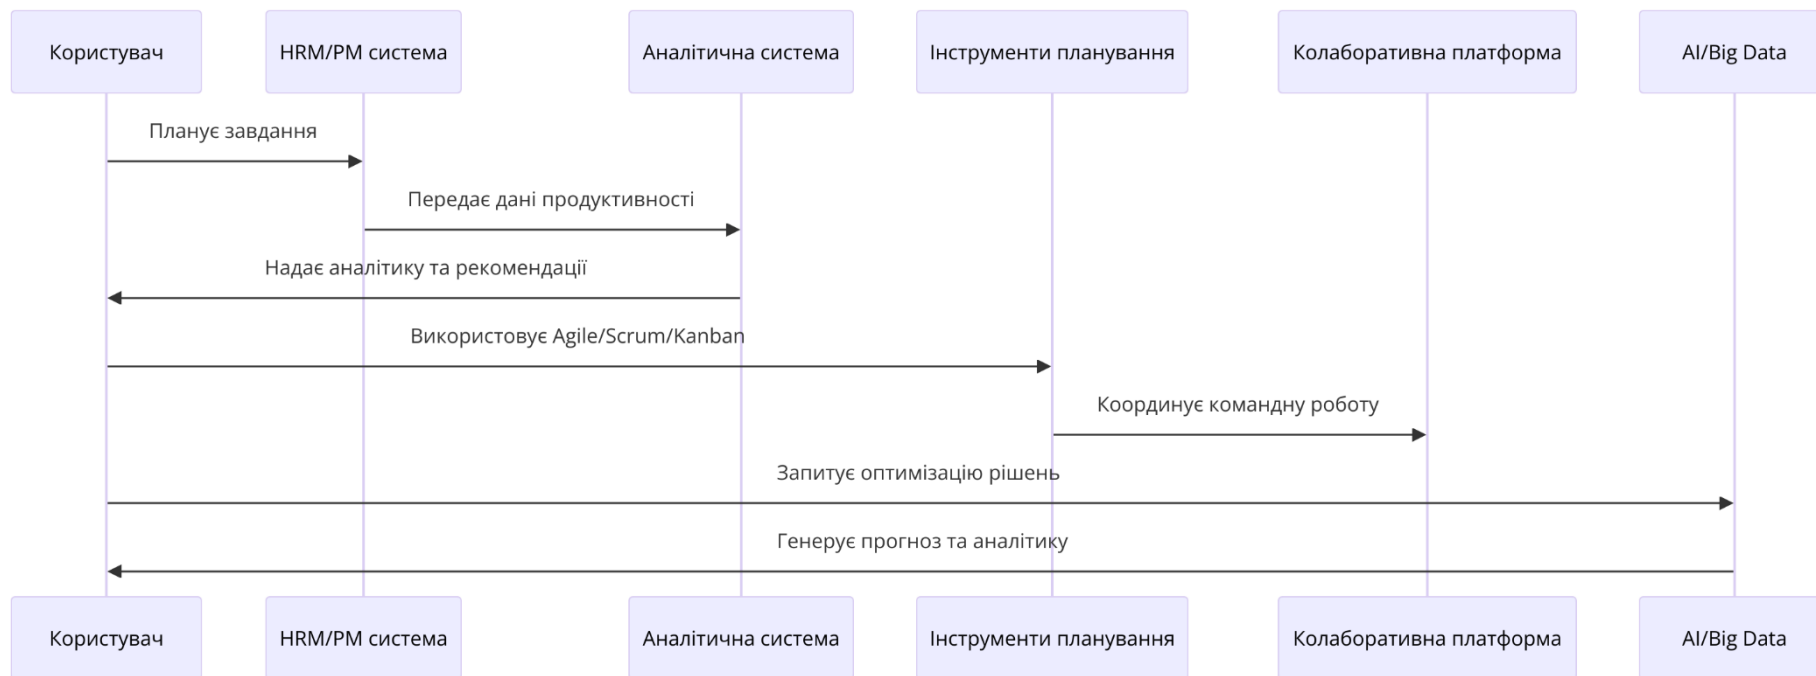 Користувач
HRM/PM система
Аналітична система
Інструменти планування
Колаборативна платформа
AI/Big Data
Планує завдання
Передає дані продуктивності
Надає аналітику та рекомендації
Використовує Agile/Scrum/Kanban
Координує командну роботу
Запитує оптимізацію рішень
Генерує прогноз та аналітику
Користувач
HRM/PM система
Аналітична система
Інструменти планування
Колаборативна платформа
AI/Big Data